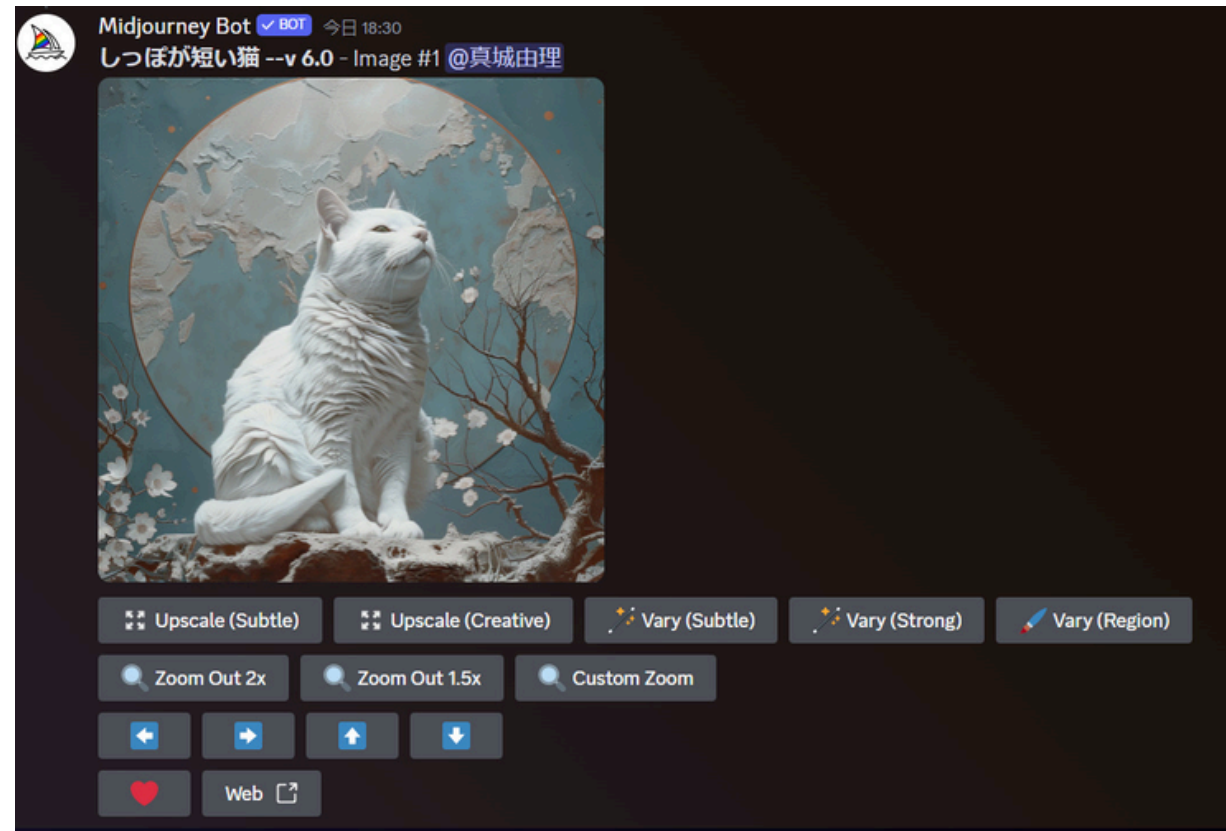 Midjourney Bot ✓ BOT 今日 18:30
しっぽが短い猫 --v 6.0 - Image #1 @真城由理
Upscale (Subtle) Upscale (Creative) Vary (Subtle) Vary (Strong) Vary (Region)
Zoom Out 2x Zoom Out 1.5x Custom Zoom
Web